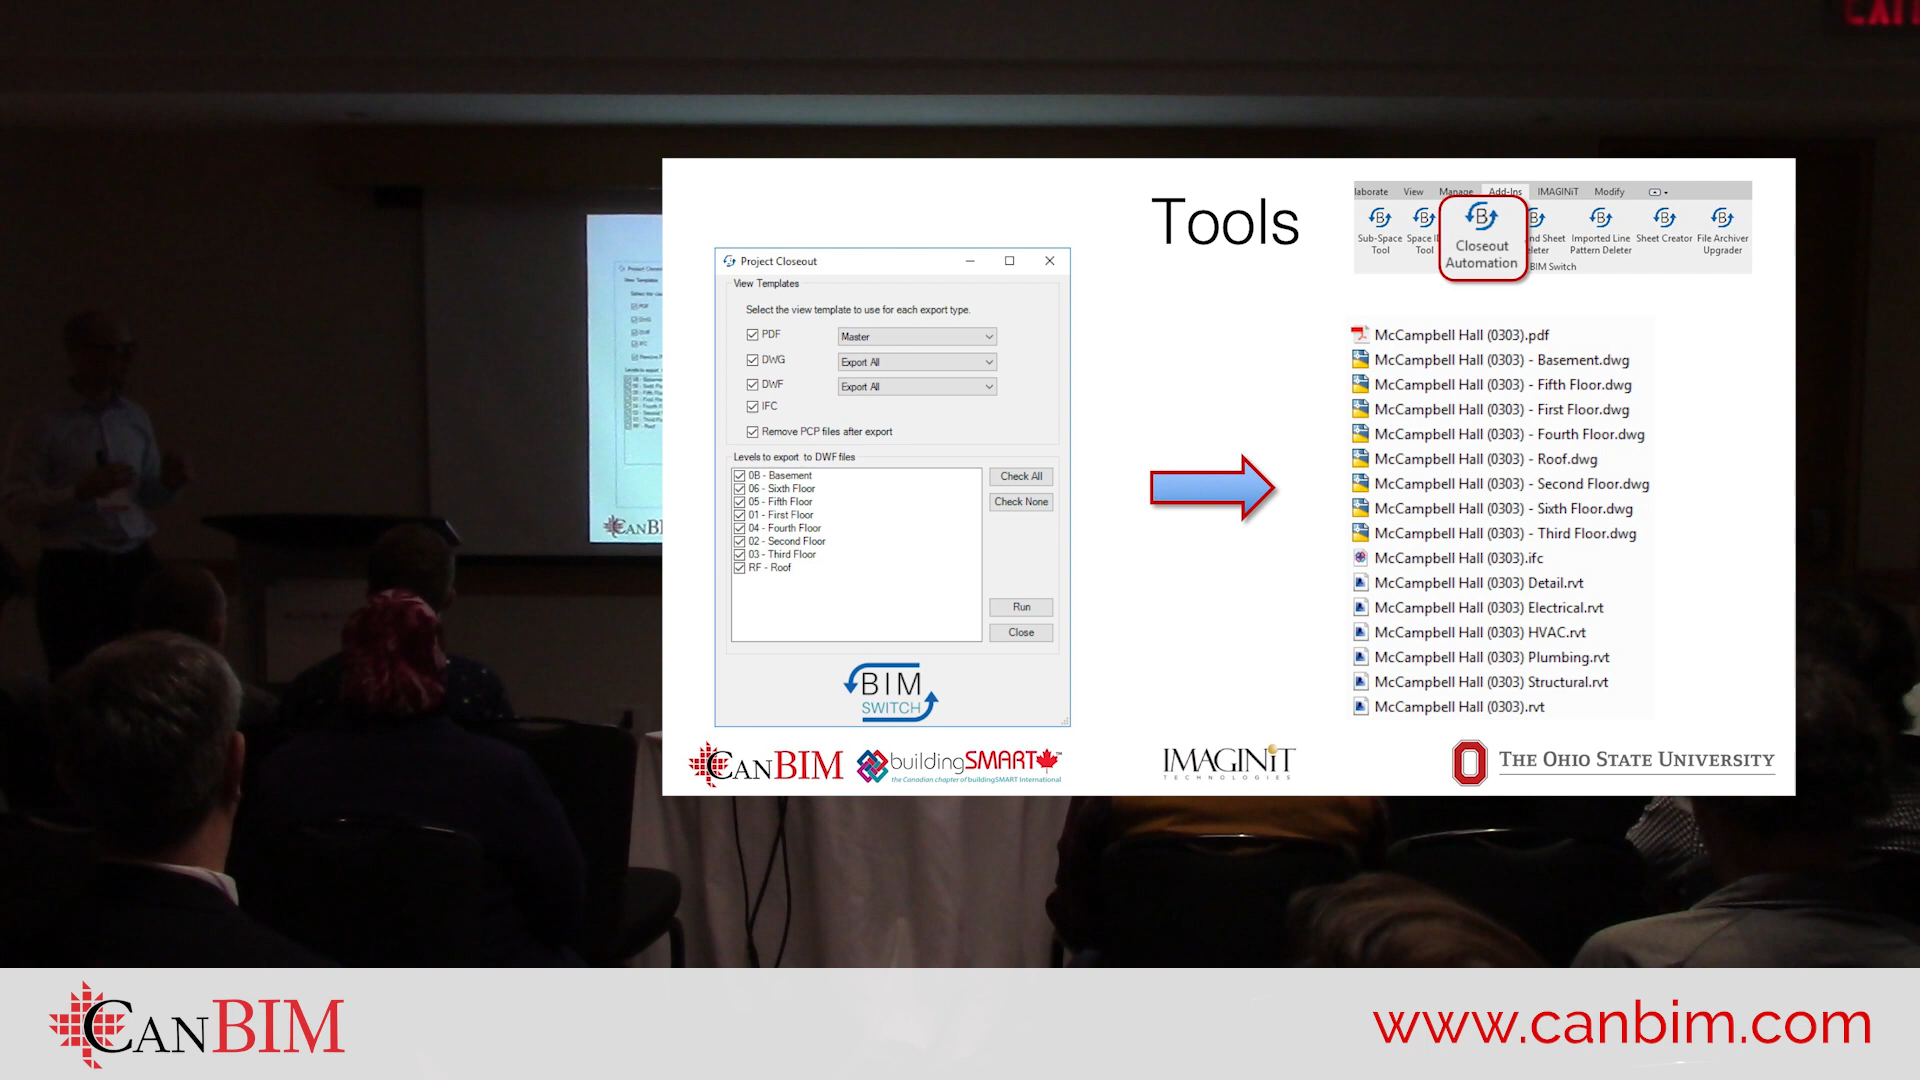 EXIT
Tools
laborate View Manage Add-Ins IMAGINiT Modify
Sub-Space Tool
Space I Tool
Closeout Automation
nd Sheet eleter
Imported Line Pattern Deleter
Sheet Creator
File Archiver Upgrader
BIM Switch
Project Closeout
View Templates
Select the view template to use for each export type.
PDF Master
DWG Export All
DWF Export All
IFC
Remove PCP files after export
Levels to export to DWF files
0B - Basement
06 - Sixth Floor
05 - Fifth Floor
01 - First Floor
04 - Fourth Floor
02 - Second Floor
03 - Third Floor
RF - Roof
Check All
Check None
Run
Close
BIM
SWITCH
McCampbell Hall (0303).pdf
McCampbell Hall (0303) - Basement.dwg
McCampbell Hall (0303) - Fifth Floor.dwg
McCampbell Hall (0303) - First Floor.dwg
McCampbell Hall (0303) - Fourth Floor.dwg
McCampbell Hall (0303) - Roof.dwg
McCampbell Hall (0303) - Second Floor.dwg
McCampbell Hall (0303) - Sixth Floor.dwg
McCampbell Hall (0303) - Third Floor.dwg
McCampbell Hall (0303).ifc
McCampbell Hall (0303) Detail.rvt
McCampbell Hall (0303) Electrical.rvt
McCampbell Hall (0303) HVAC.rvt
McCampbell Hall (0303) Plumbing.rvt
McCampbell Hall (0303) Structural.rvt
McCampbell Hall (0303).rvt
CANBIM
buildingSMART™
the Canadian chapter of buildingSMART International
IMAGINiT
TECHNOLOGIES
THE OHIO STATE UNIVERSITY
CANBIM
www.canbim.com